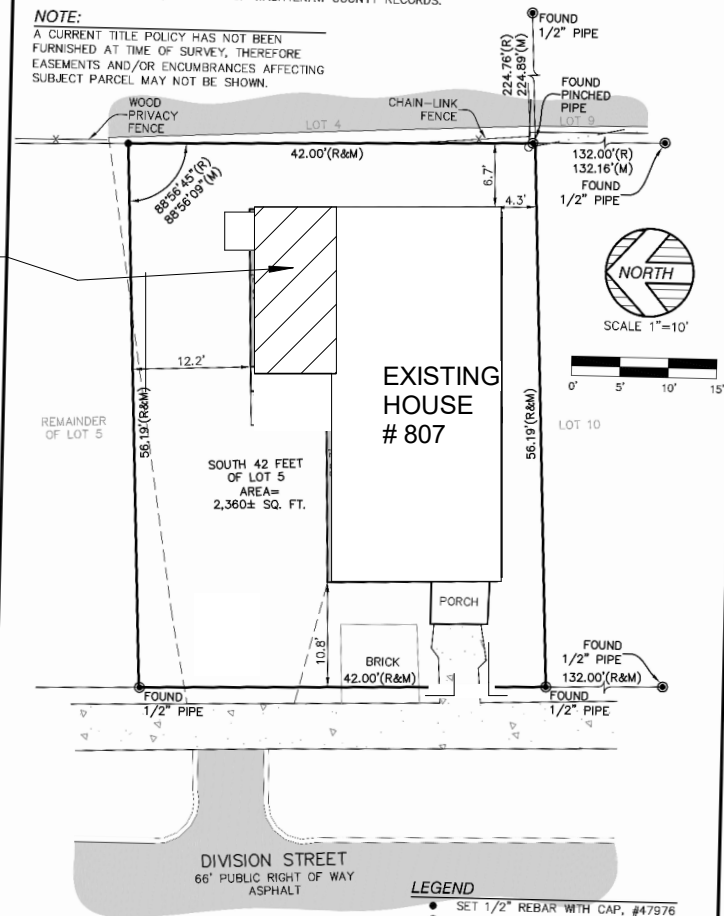 COUNTY RECORDS.
NOTE:
A CURRENT TITLE POLICY HAS NOT BEEN
FURNISHED AT TIME OF SURVEY, THEREFORE
EASEMENTS AND/OR ENCUMBRANCES AFFECTING
SUBJECT PARCEL MAY NOT BE SHOWN.
FOUND
1/2" PIPE
224.76'(R)
224.89'(M)
FOUND
PINCHED
PIPE
WOOD
PRIVACY
FENCE
CHAIN-LINK
FENCE
LOT 4
LOT 9
42.00'(R&M)
132.00'(R)
132.16'(M)
FOUND
1/2" PIPE
88°56'45"(R)
88°56'09"(M)
6.7'
4.3'
NORTH
SCALE 1"=10'
0' 5' 10' 15'
12.2'
EXISTING
HOUSE
# 807
56.19'(R&M)
56.19'(R&M)
REMAINDER
OF LOT 5
LOT 10
SOUTH 42 FEET
OF LOT 5
AREA=
2,360± SQ. FT.
PORCH
10.8'
BRICK
42.00'(R&M)
FOUND
1/2" PIPE
132.00'(R&M)
FOUND
1/2" PIPE
FOUND
1/2" PIPE
DIVISION STREET
66' PUBLIC RIGHT OF WAY
ASPHALT
LEGEND
SET 1/2" REBAR WITH CAP, #47976